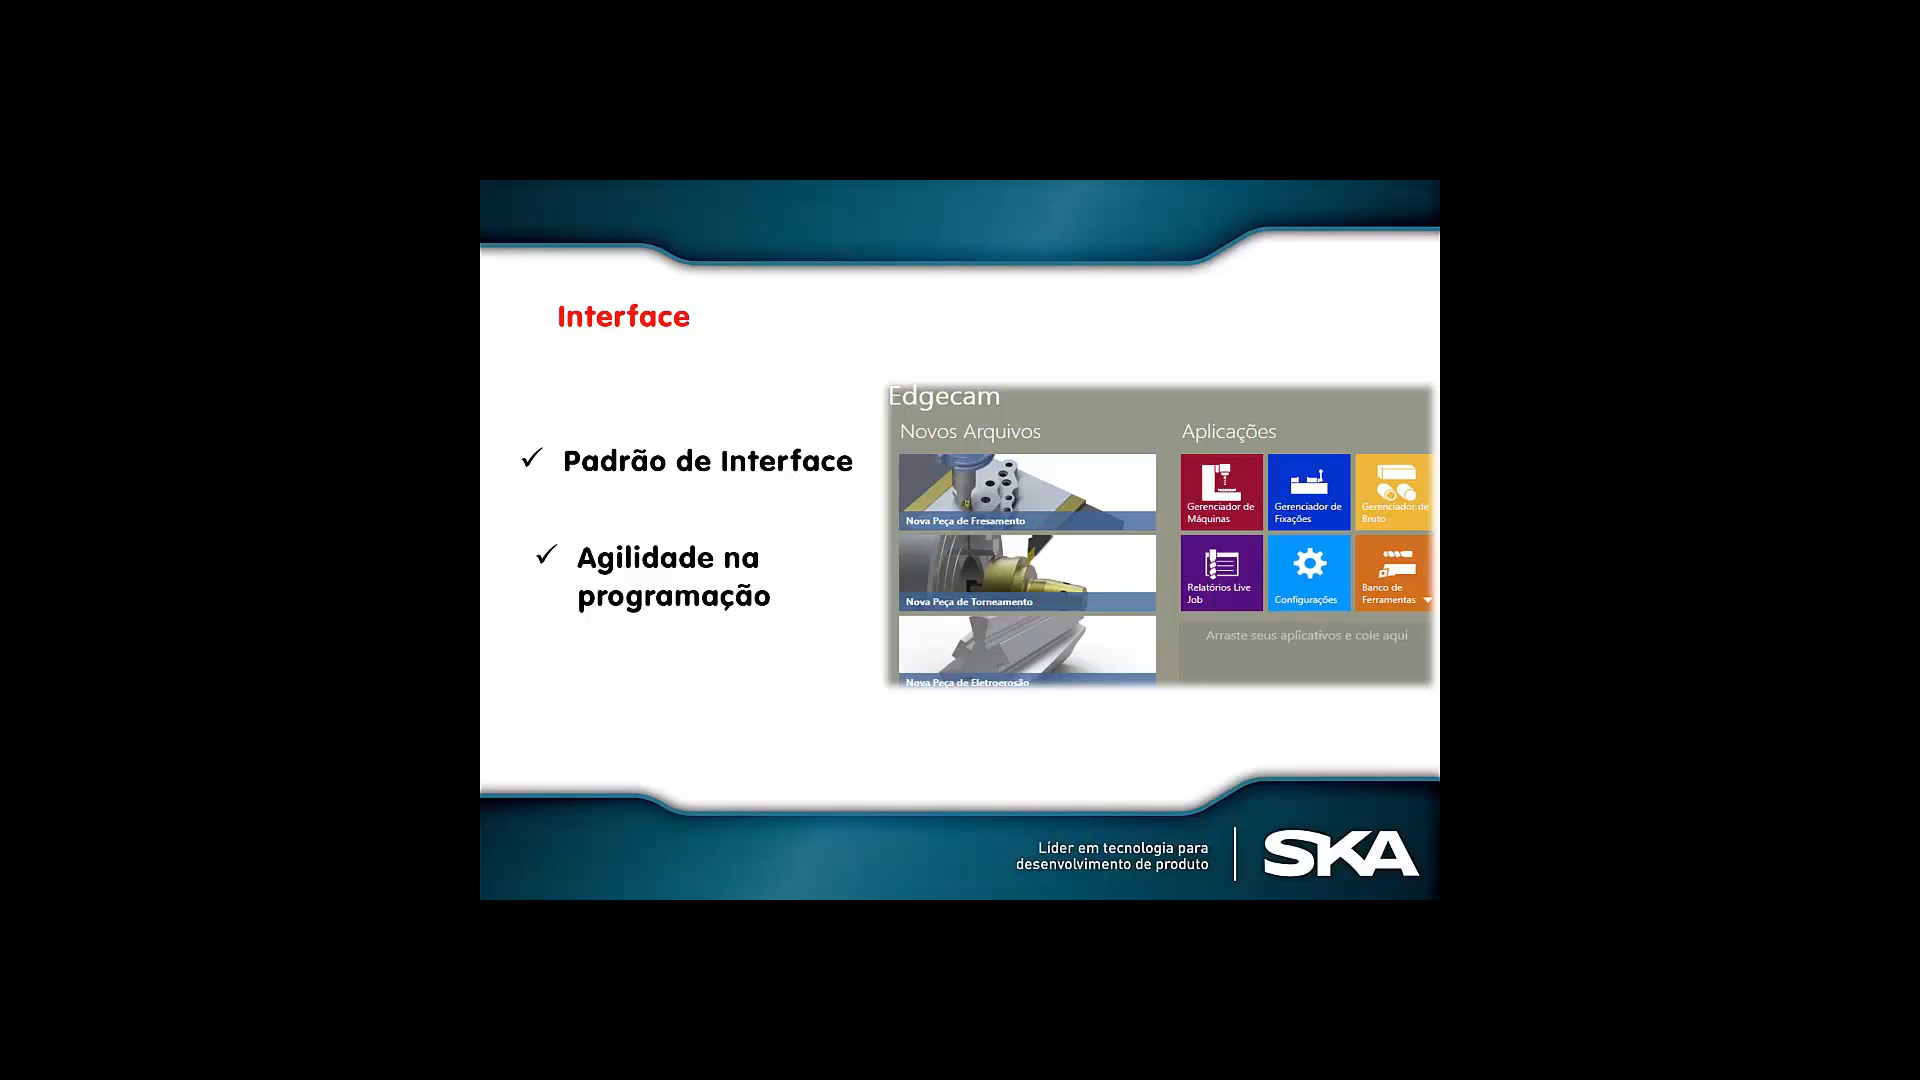 Interface
Padrão de Interface
Agilidade na
programação
Edgecam
Novos Arquivos
Nova Peça de Fresamento
Nova Peça de Torneamento
Nova Peça de Eletroerosão
Aplicações
Gerenciador de
Máquinas
Gerenciador de
Fixações
Gerenciador de
Bruto
Relatórios Live
Job
Configurações
Banco de
Ferramentas
Arraste seus aplicativos e cole aqui
Líder em tecnologia para
desenvolvimento de produto
SKA